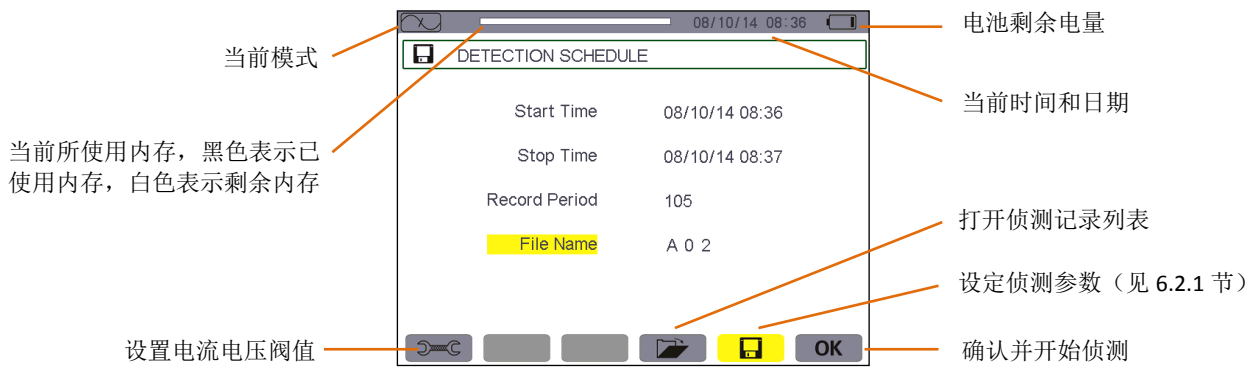 08/10/14 08:36
电池剩余电量
当前模式
DETECTION SCHEDULE
当前时间和日期
Start Time 08/10/14 08:36
当前所使用内存，黑色表示已
使用内存，白色表示剩余内存
Stop Time 08/10/14 08:37
Record Period 105
打开侦测记录列表
File Name A 0 2
设定侦测参数（见 6.2.1 节）
设置电流电压阀值
OK
确认并开始侦测